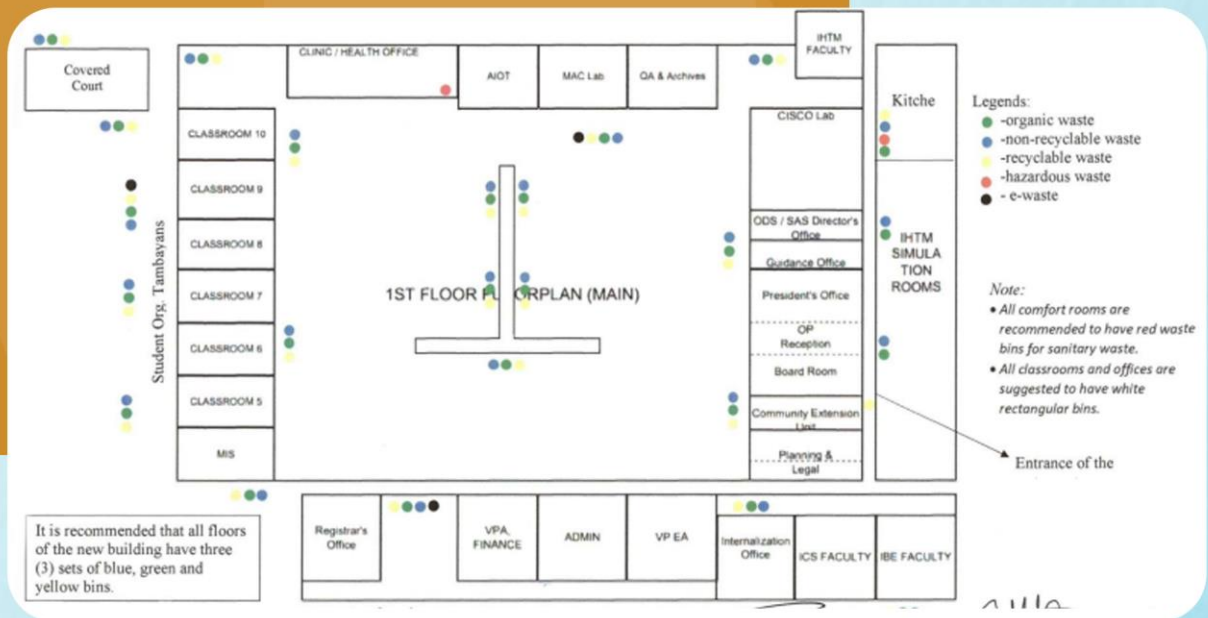 Covered
Court
CLINIC / HEALTH OFFICE
AIOT
MAC Lab
QA & Archives
IHTM
FACULTY
Kitche
CISCO Lab
Legends:
-organic waste
-non-recyclable waste
-recyclable waste
-hazardous waste
- e-waste
CLASSROOM 10
CLASSROOM 9
CLASSROOM 8
CLASSROOM 7
CLASSROOM 6
CLASSROOM 5
MIS
Student Org. Tambayans
1ST FLOOR FL ORPLAN (MAIN)
ODS / SAS Director's
Office
Guidance Office
President's Office
OP
Reception
Board Room
Community Extension
Unit
Planning &
Legal
IHTM
SIMULA
TION
ROOMS
Note:
• All comfort rooms are
recommended to have red waste
bins for sanitary waste.
• All classrooms and offices are
suggested to have white
rectangular bins.
Entrance of the
It is recommended that all floors
of the new building have three
(3) sets of blue, green and
yellow bins.
Registrar's
Office
VPA,
FINANCE
ADMIN
VP EA
Internalization
Office
ICS FACULTY
IBE FACULTY